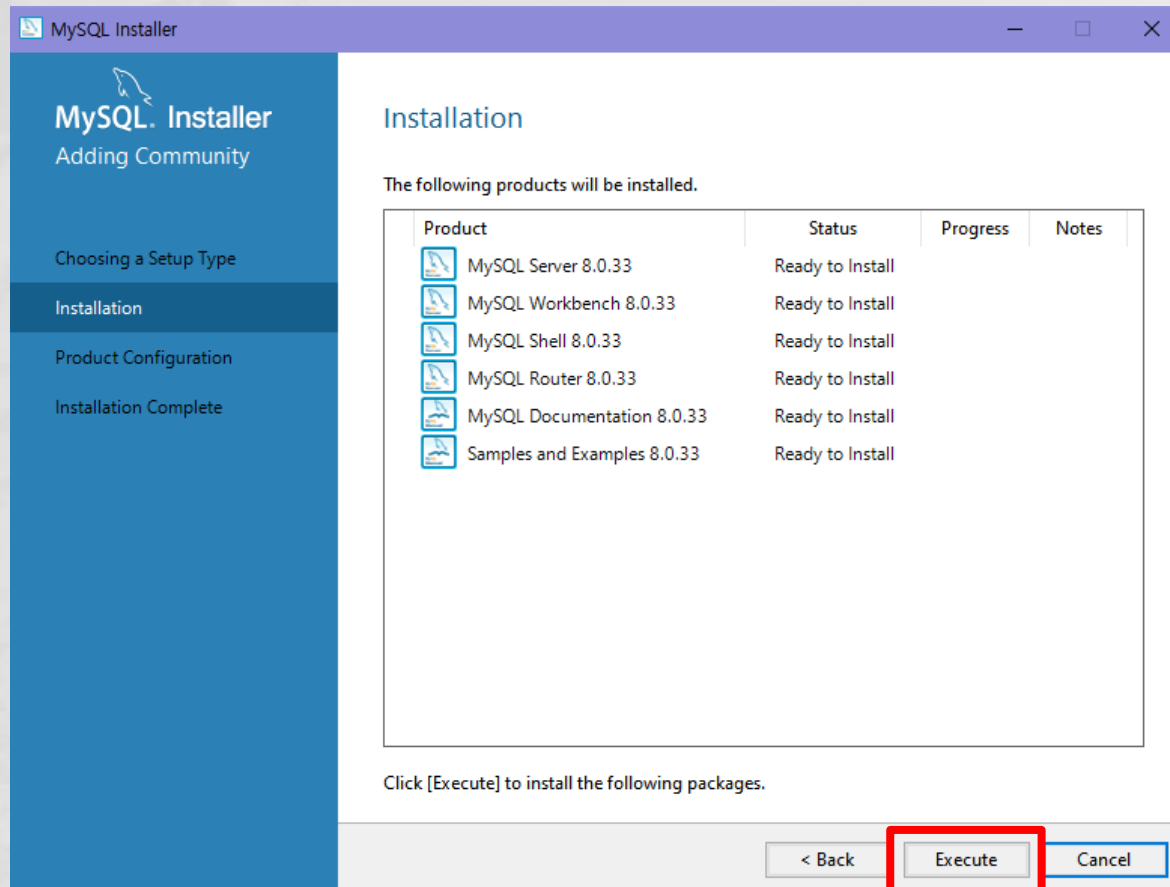 MySQL Installer
MySQL. Installer
Adding Community
Choosing a Setup Type
Installation
Product Configuration
Installation Complete
Installation
The following products will be installed.
Product Status Progress Notes
MySQL Server 8.0.33 Ready to Install
MySQL Workbench 8.0.33 Ready to Install
MySQL Shell 8.0.33 Ready to Install
MySQL Router 8.0.33 Ready to Install
MySQL Documentation 8.0.33 Ready to Install
Samples and Examples 8.0.33 Ready to Install
Click [Execute] to install the following packages.
< Back Execute Cancel